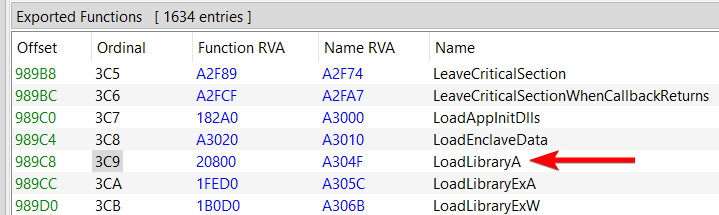 Exported Functions [ 1634 entries ]
Offset Ordinal Function RVA Name RVA Name
989B8 3C5 A2F89 A2F74 LeaveCriticalSection
989BC 3C6 A2FCF A2FA7 LeaveCriticalSectionWhenCallbackReturns
989C0 3C7 182A0 A3000 LoadAppInitDlls
989C4 3C8 A3020 A3010 LoadEnclaveData
989C8 3C9 20800 A304F LoadLibraryA
989CC 3CA 1FED0 A305C LoadLibraryExA
989D0 3CB 1B0D0 A306B LoadLibraryExW